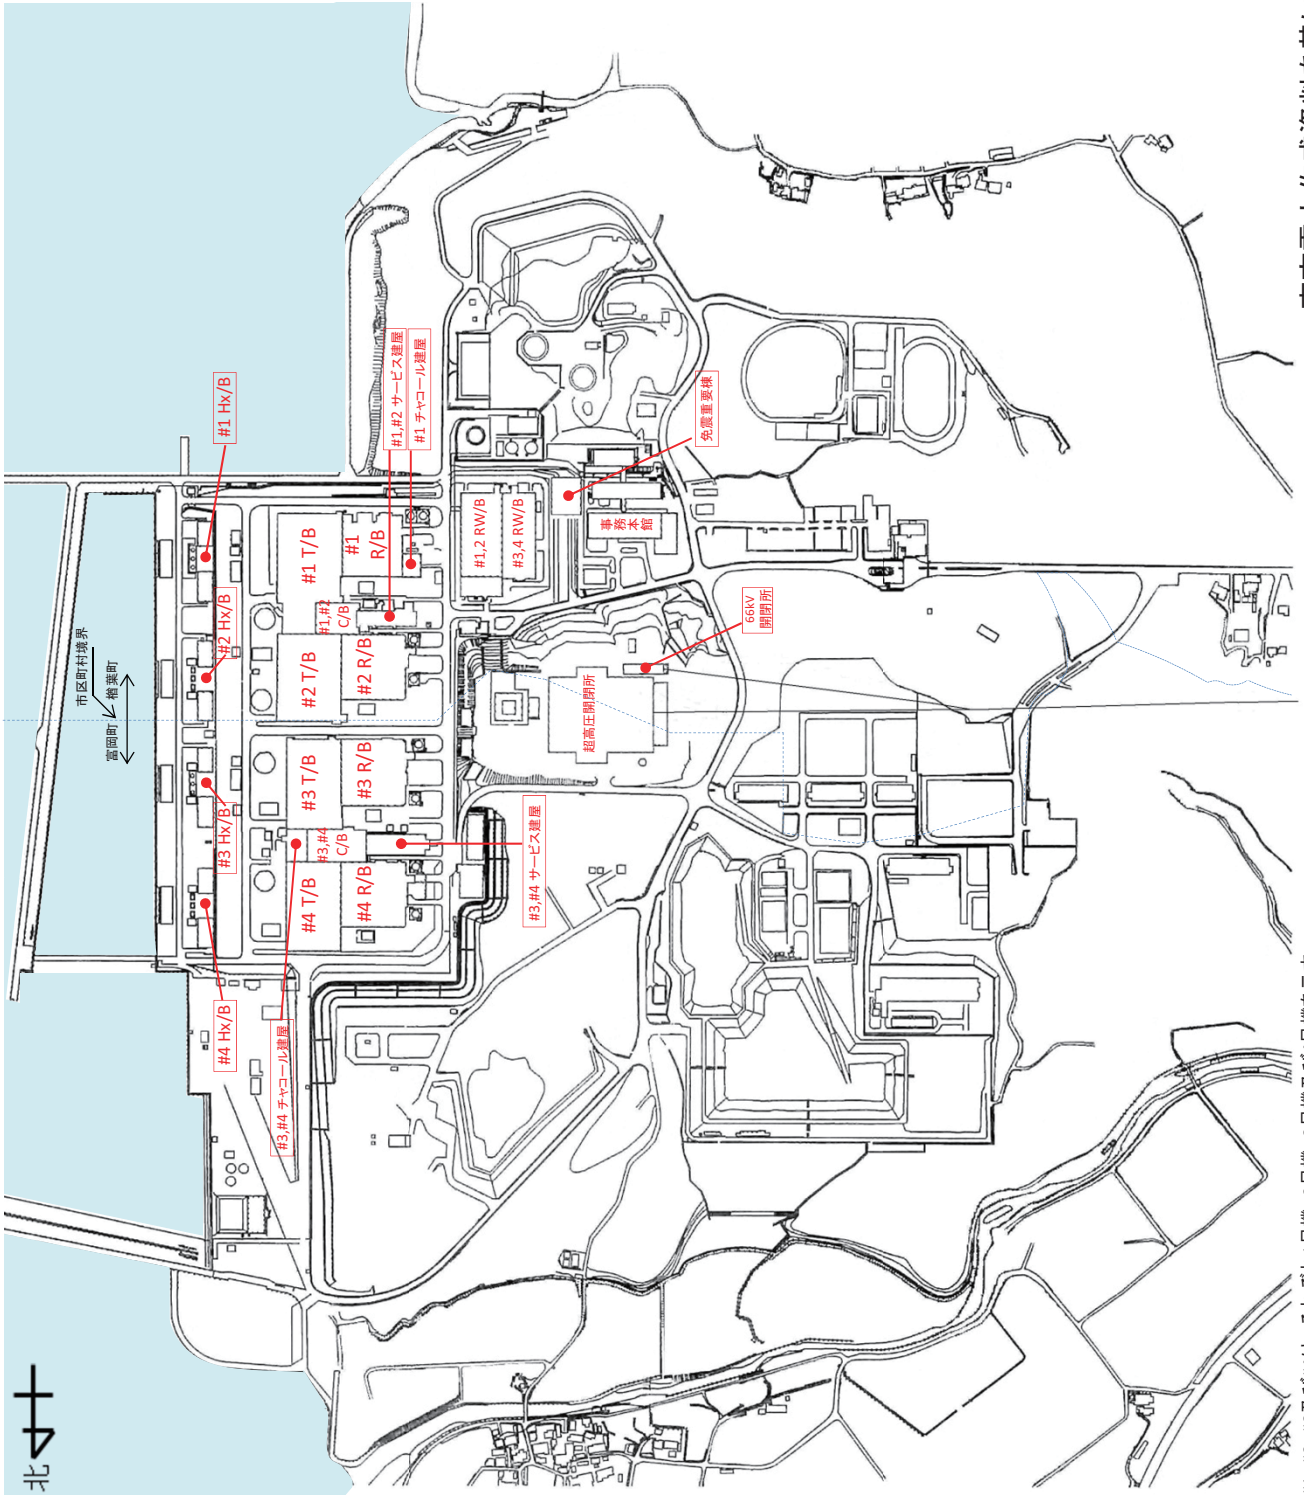 北
市区町村境界
富岡町
楢葉町
#1 Hx/B
#2 Hx/B
#3 Hx/B
#4 Hx/B
#1 T/B
#1
R/B
#1,#2
C/B
#2 T/B
#2 R/B
#3 T/B
#3 R/B
#3,#4
C/B
#4 T/B
#4 R/B
#1,#2 サービス建屋
#1 チャコール建屋
#3,#4 サービス建屋
#3,#4 チャコール建屋
#1,2 RW/B
#3,4 RW/B
免震重要棟
事務
本館
66kV
開閉所
超高圧開閉所